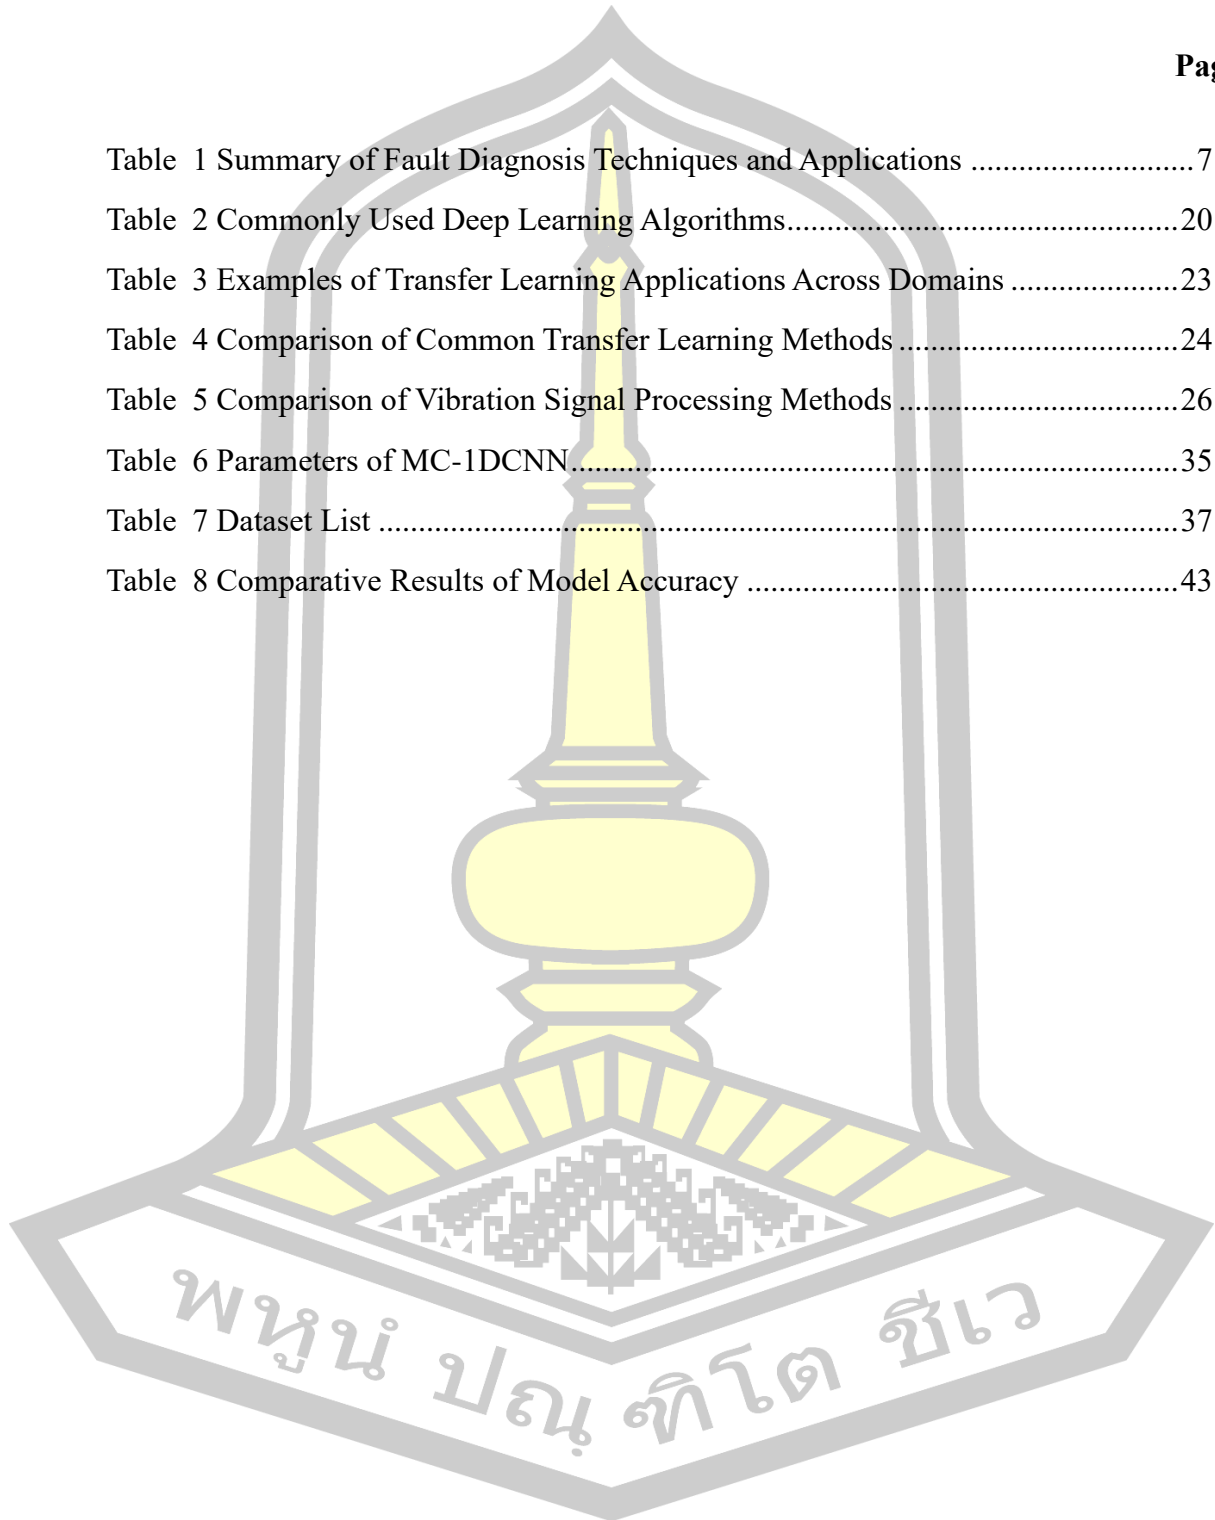 Pag
Table 1 Summary of Fault Diagnosis Techniques and Applications ............................7
Table 2 Commonly Used Deep Learning Algorithms..................................................20
Table 3 Examples of Transfer Learning Applications Across Domains .....................23
Table 4 Comparison of Common Transfer Learning Methods ...................................24
Table 5 Comparison of Vibration Signal Processing Methods ...................................26
Table 6 Parameters of MC-1DCNN.............................................................................35
Table 7 Dataset List .....................................................................................................37
Table 8 Comparative Results of Model Accuracy ......................................................43
พหูนํ ปณฺฑิโต ชีเว